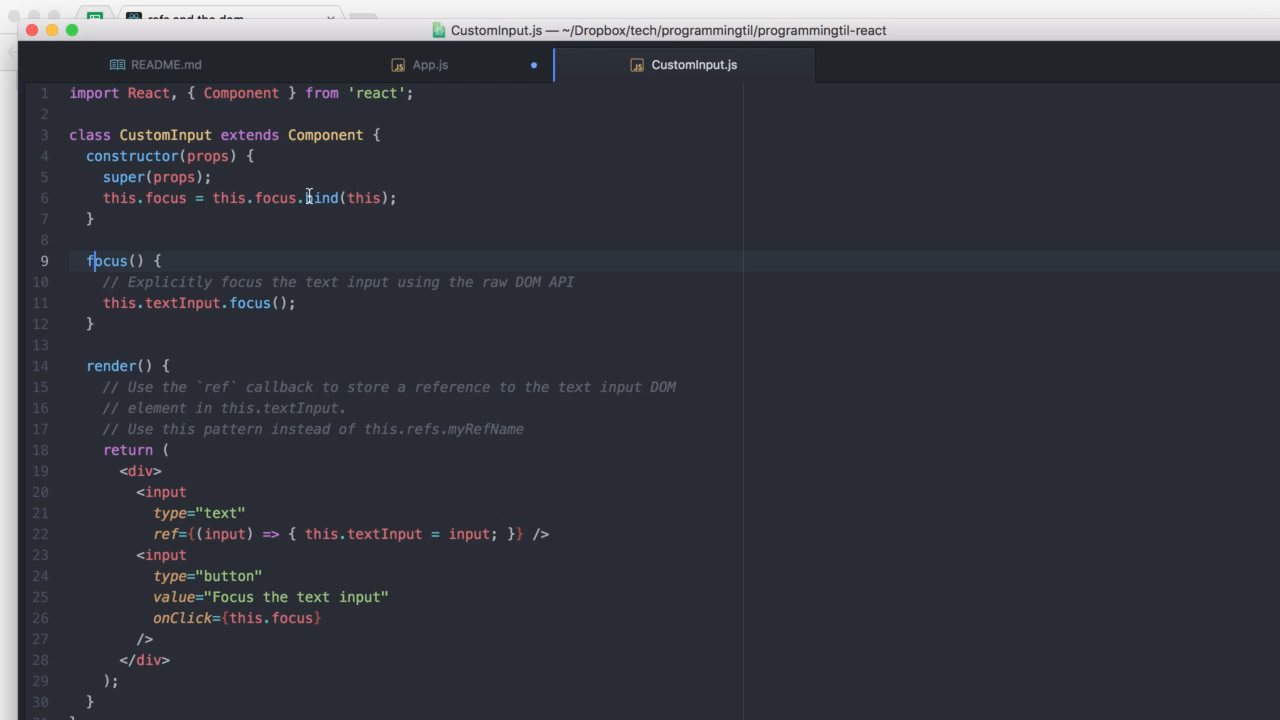 refs and the dom
CustomInput.js — ~/Dropbox/tech/programmingtil/programmingtil-react
README.md App.js CustomInput.js
1 import React, { Component } from 'react';
2
3 class CustomInput extends Component {
4 constructor(props) {
5 super(props);
6 this.focus = this.focus.bind(this);
7 }
8
9 focus() {
10 // Explicitly focus the text input using the raw DOM API
11 this.textInput.focus();
12 }
13
14 render() {
15 // Use the `ref` callback to store a reference to the text input DOM
16 // element in this.textInput.
17 // Use this pattern instead of this.refs.myRefName
18 return (
19 <div>
20 <input
21 type="text"
22 ref={(input) => { this.textInput = input; }} />
23 <input
24 type="button"
25 value="Focus the text input"
26 onClick={this.focus}
27 />
28 </div>
29 );
30 }